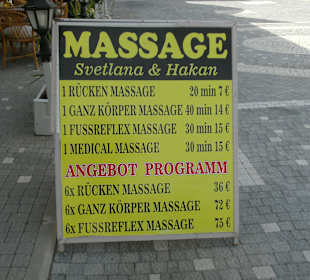 MASSAGE
Svetlana & Hakan
1 RÜCKEN MASSAGE 20 min 7 €
1 GANZ KÖRPER MASSAGE 40 min 14 €
1 FUSSREFLEX MASSAGE 30 min 15 €
1 MEDICAL MASSAGE 30 min 15 €
ANGEBOT PROGRAMM
6x RÜCKEN MASSAGE 36 €
6x GANZ KÖRPER MASSAGE 72 €
6x FUSSREFLEX MASSAGE 75 €